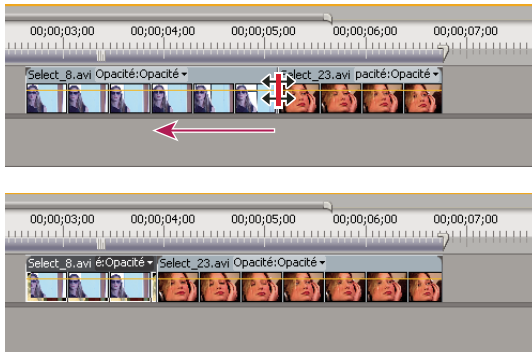 00;00;03;00 00;00;04;00 00;00;05;00 00;00;06;00 00;00;07;00
Select_8.avi Opacité:Opacité Select_23.avi pacité:Opacité
00;00;03;00 00;00;04;00 00;00;05;00 00;00;06;00 00;00;07;00
Select_8.avi é:Opacité Select_23.avi Opacité:Opacité